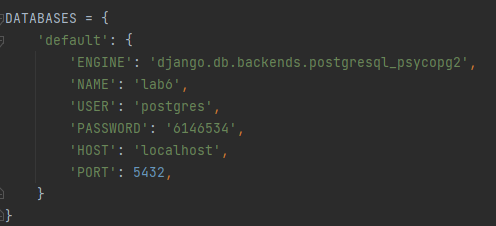 DATABASES = {
    'default': {
        'ENGINE': 'django.db.backends.postgresql_psycopg2',
        'NAME': 'lab6',
        'USER': 'postgres',
        'PASSWORD': '6146534',
        'HOST': 'localhost',
        'PORT': 5432,
    }
}